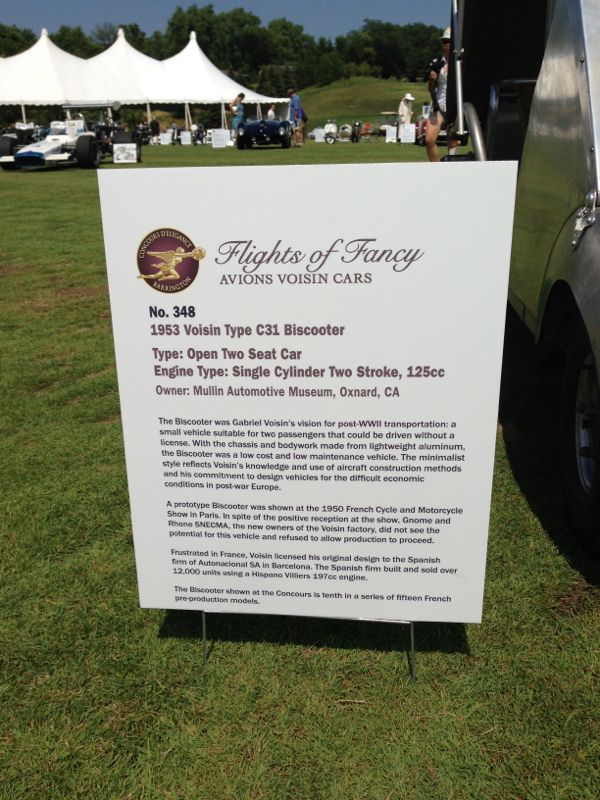 CONCOURS D'ELEGANCE
BARRINGTON
Flights of Fancy
AVIONS VOISIN CARS
No. 348
1953 Voisin Type C31 Biscooter
Type: Open Two Seat Car
Engine Type: Single Cylinder Two Stroke, 125cc
Owner: Mullin Automotive Museum, Oxnard, CA
The Biscooter was Gabriel Voisin's vision for post-WWII transportation: a
small vehicle suitable for two passengers that could be driven without a
license. With the chassis and bodywork made from lightweight aluminum,
the Biscooter was a low cost and low maintenance vehicle. The minimalist
style reflects Voisin's knowledge and use of aircraft construction methods
and his commitment to design vehicles for the difficult economic
conditions in post-war Europe.
A prototype Biscooter was shown at the 1950 French Cycle and Motorcycle
Show in Paris. In spite of the positive reception at the show, Gnome and
Rhone SNECMA, the new owners of the Voisin factory, did not see the
potential for this vehicle and refused to allow production to proceed.
Frustrated in France, Voisin licensed his original design to the Spanish
firm of Autonacional SA in Barcelona. The Spanish firm built and sold over
12,000 units using a Hispano Villiers 197cc engine.
The Biscooter shown at the Concours is tenth in a series of fifteen French
pre-production models.